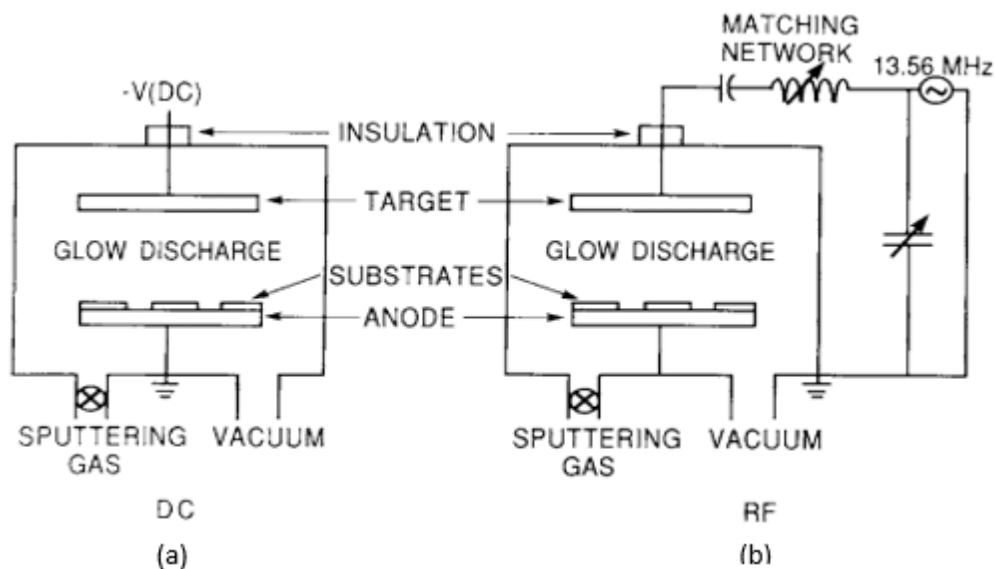 MATCHING
NETWORK
13.56 MHz
-V(DC)
INSULATION
TARGET
GLOW DISCHARGE
GLOW DISCHARGE
SUBSTRATES
ANODE
SPUTTERING
GAS
VACUUM
SPUTTERING
GAS
VACUUM
DC
RF
(a)
(b)